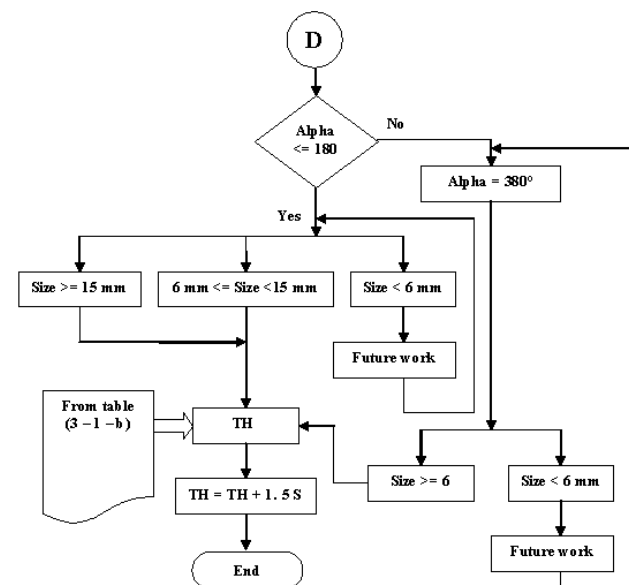 D
Alpha
<= 180
No
Alpha = 380°
Yes
Size >= 15 mm
6 mm <= Size <15 mm
Size < 6 mm
Future work
From table
(3 – 1 – b)
TH
Size >= 6
Size < 6 mm
TH = TH + 1. 5 S
Future work
End